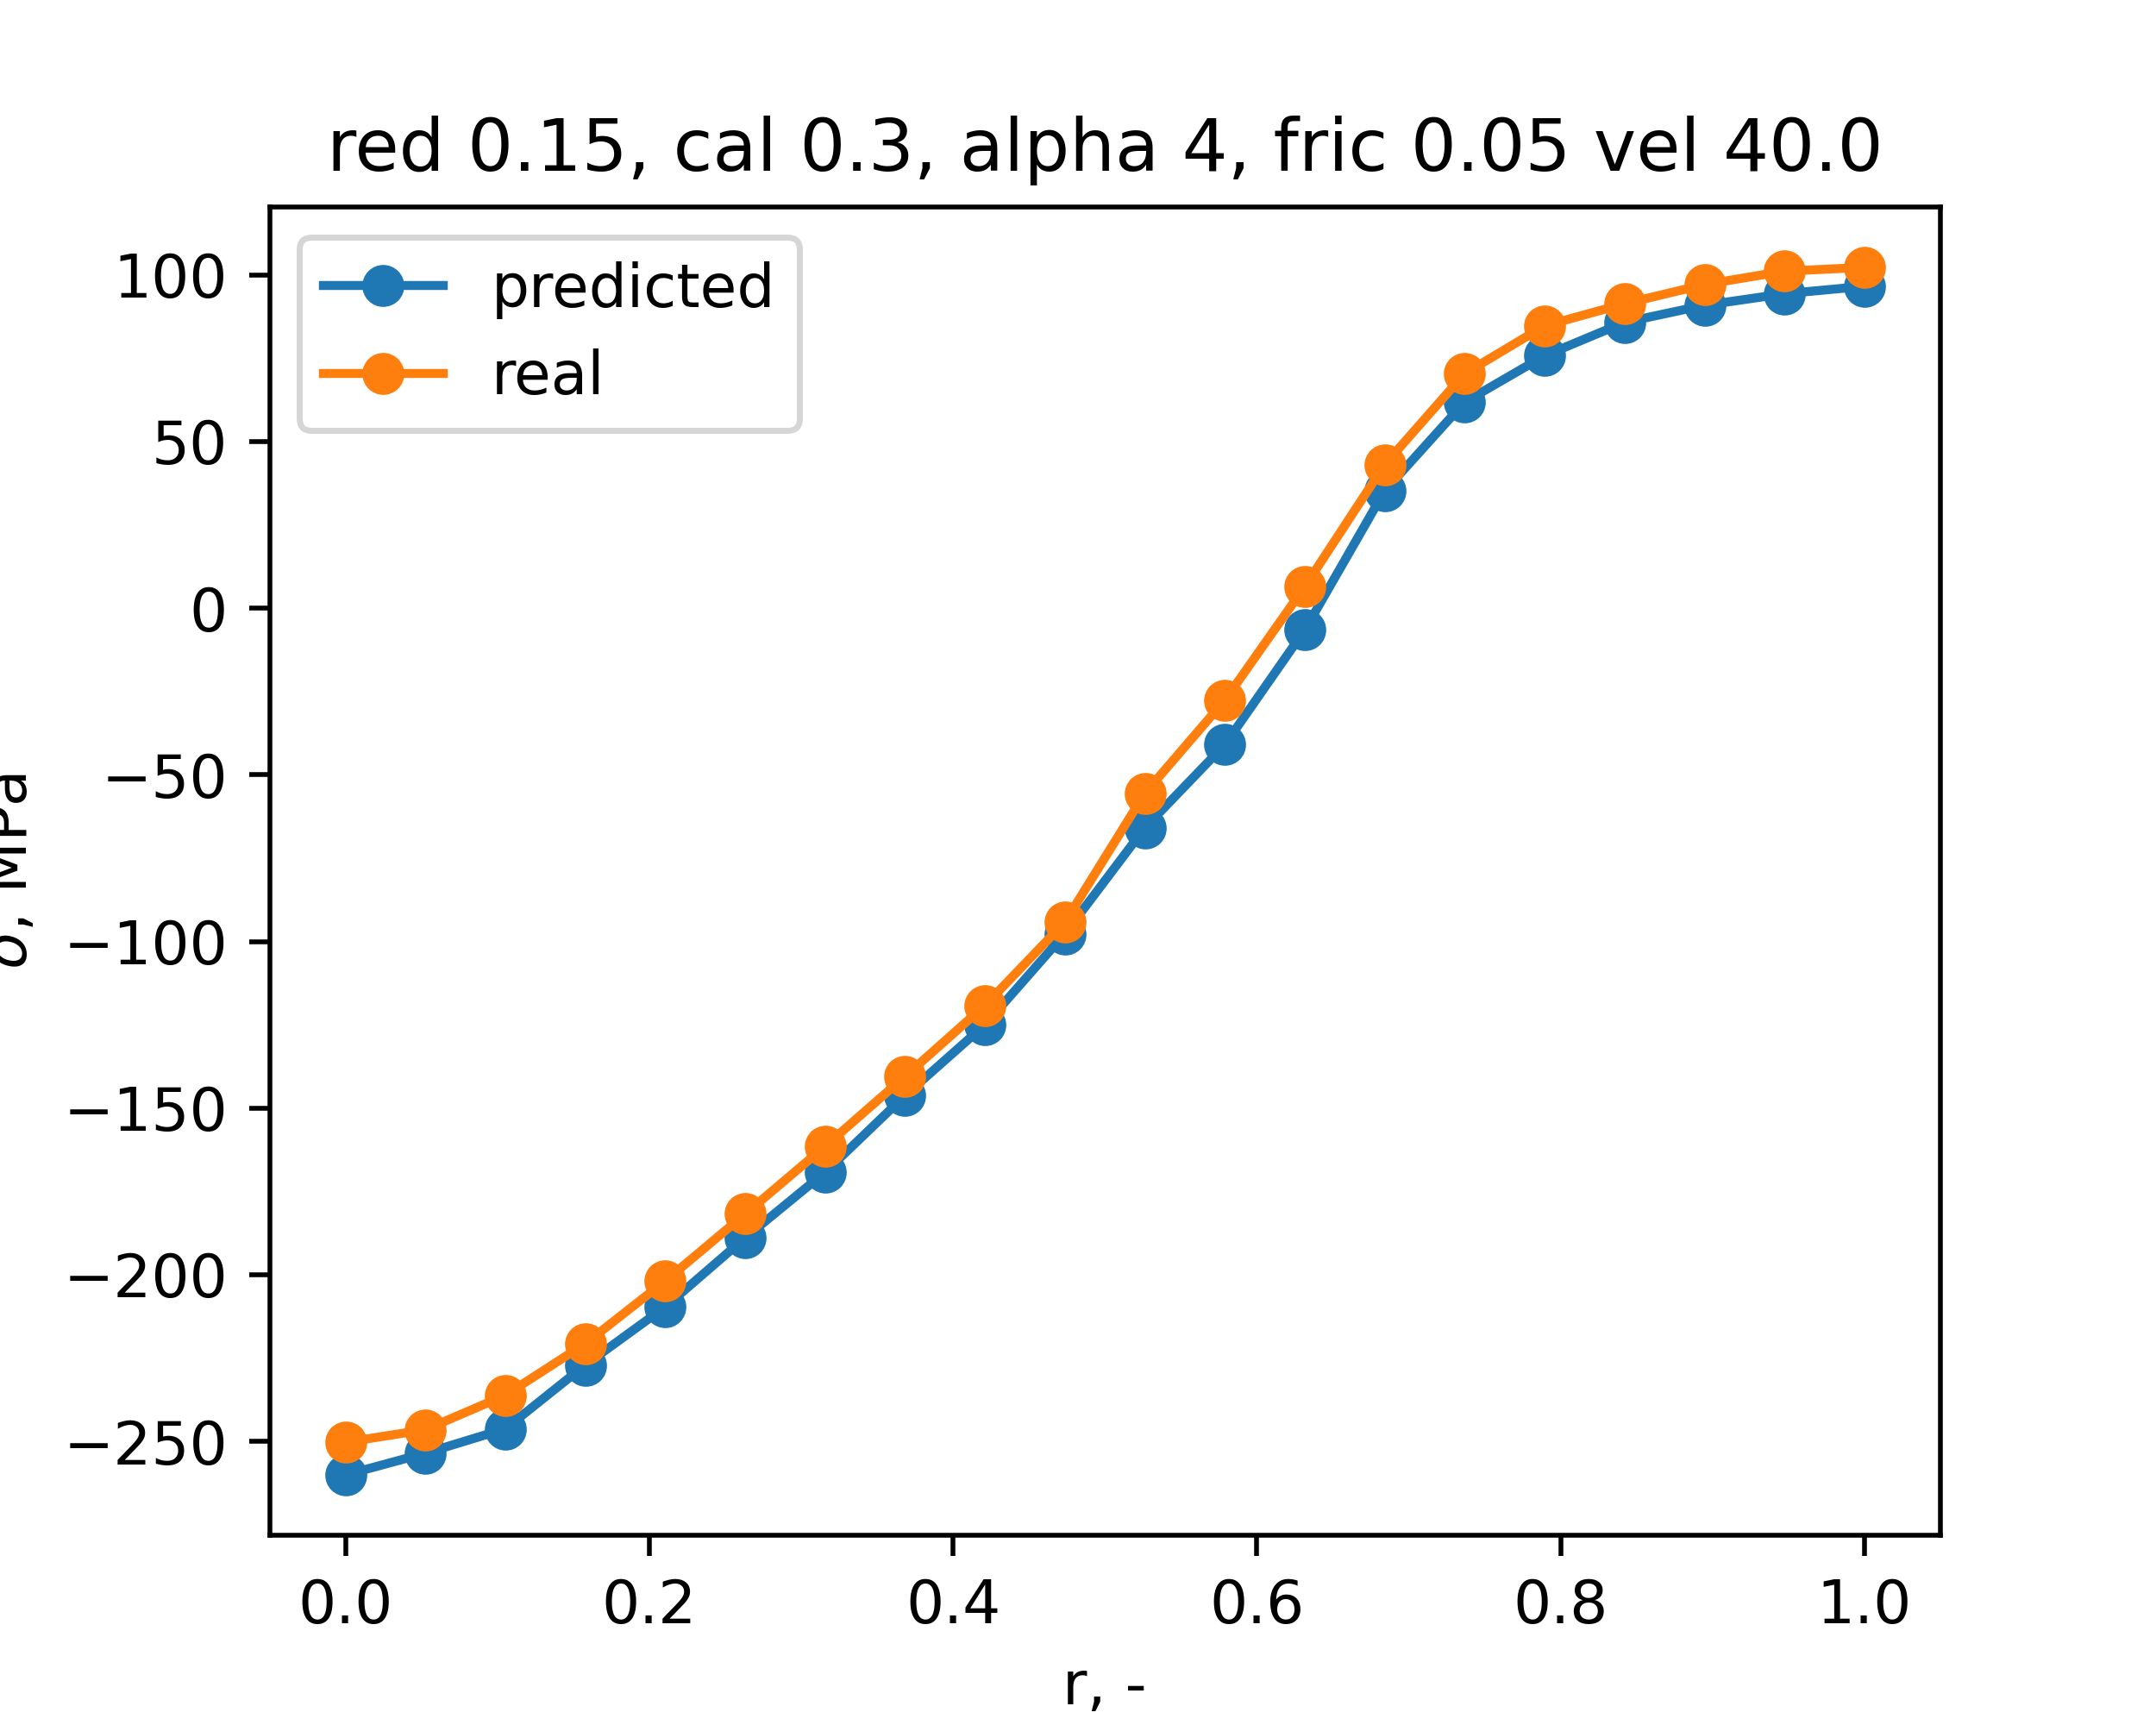 red 0.15, cal 0.3, alpha 4, fric 0.05 vel 40.0
predicted
real
100
50
0
−50
−100
−150
−200
−250
σ, MPa
0.0 0.2 0.4 0.6 0.8 1.0
r, -